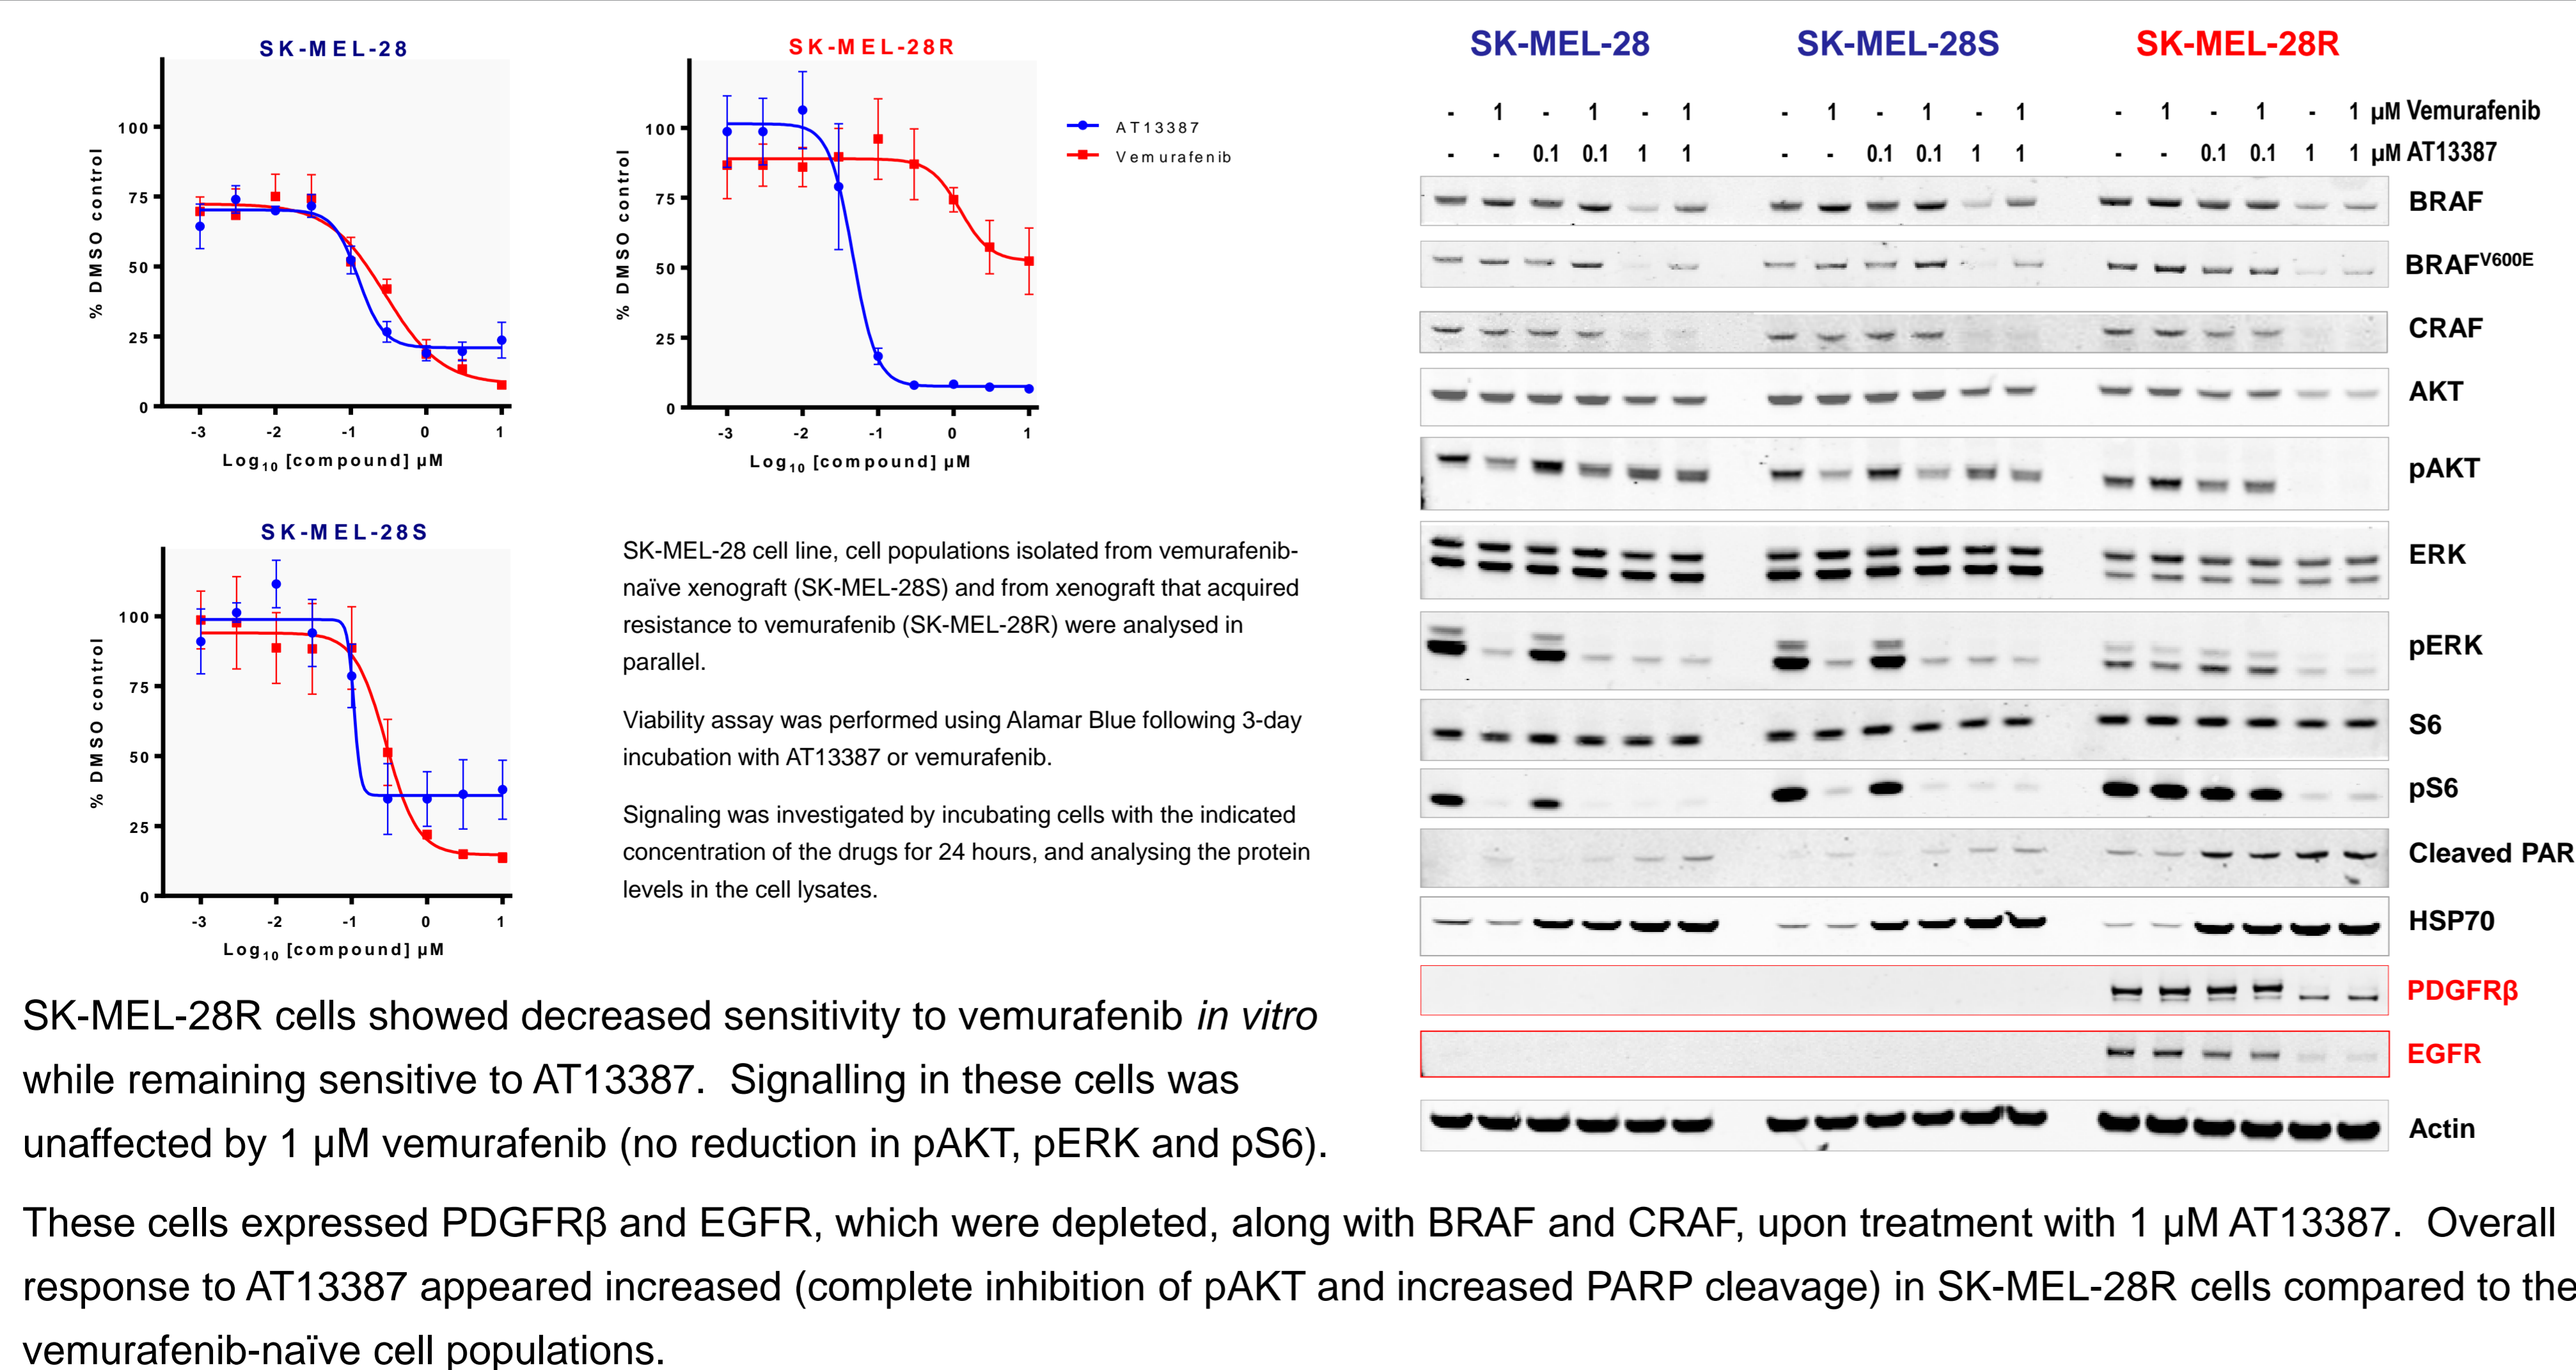 SK-MEL-28
% DMSO control
100
75
50
25
0
-3 -2 -1 0 1
Log10 [compound] µM
SK-MEL-28R
% DMSO control
100
75
50
25
0
-3 -2 -1 0 1
Log10 [compound] µM
AT13387
Vemurafenib
SK-MEL-28S
% DMSO control
100
75
50
25
0
-3 -2 -1 0 1
Log10 [compound] µM
SK-MEL-28 cell line, cell populations isolated from vemurafenib-
naïve xenograft (SK-MEL-28S) and from xenograft that acquired
resistance to vemurafenib (SK-MEL-28R) were analysed in
parallel.
Viability assay was performed using Alamar Blue following 3-day
incubation with AT13387 or vemurafenib.
Signaling was investigated by incubating cells with the indicated
concentration of the drugs for 24 hours, and analysing the protein
levels in the cell lysates.
SK-MEL-28 SK-MEL-28S SK-MEL-28R
- 1 - 1 - 1 - 1 - 1 - 1 - 1 - 1 - 1 µM Vemurafenib
- - 0.1 0.1 1 1 - - 0.1 0.1 1 1 - - 0.1 0.1 1 1 µM AT13387
BRAF
BRAFV600E
CRAF
AKT
pAKT
ERK
pERK
S6
pS6
Cleaved PAR
HSP70
PDGFRβ
EGFR
Actin
SK-MEL-28R cells showed decreased sensitivity to vemurafenib in vitro
while remaining sensitive to AT13387. Signalling in these cells was
unaffected by 1 µM vemurafenib (no reduction in pAKT, pERK and pS6).
These cells expressed PDGFRβ and EGFR, which were depleted, along with BRAF and CRAF, upon treatment with 1 µM AT13387. Overall
response to AT13387 appeared increased (complete inhibition of pAKT and increased PARP cleavage) in SK-MEL-28R cells compared to the
vemurafenib-naïve cell populations.